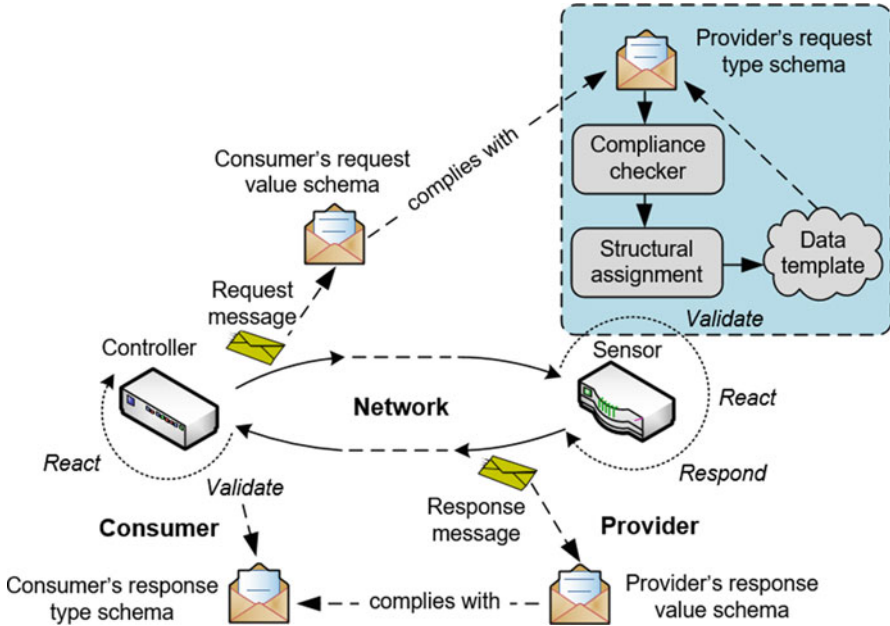 Provider's request
type schema
Compliance
checker
Structural
assignment
Data
template
complies with
Consumer's request
value schema
Request
message
Validate
Controller
Sensor
Network
React
React
Respond
Validate
Response
message
Consumer
Provider
Consumer's response
type schema
complies with
Provider's response
value schema